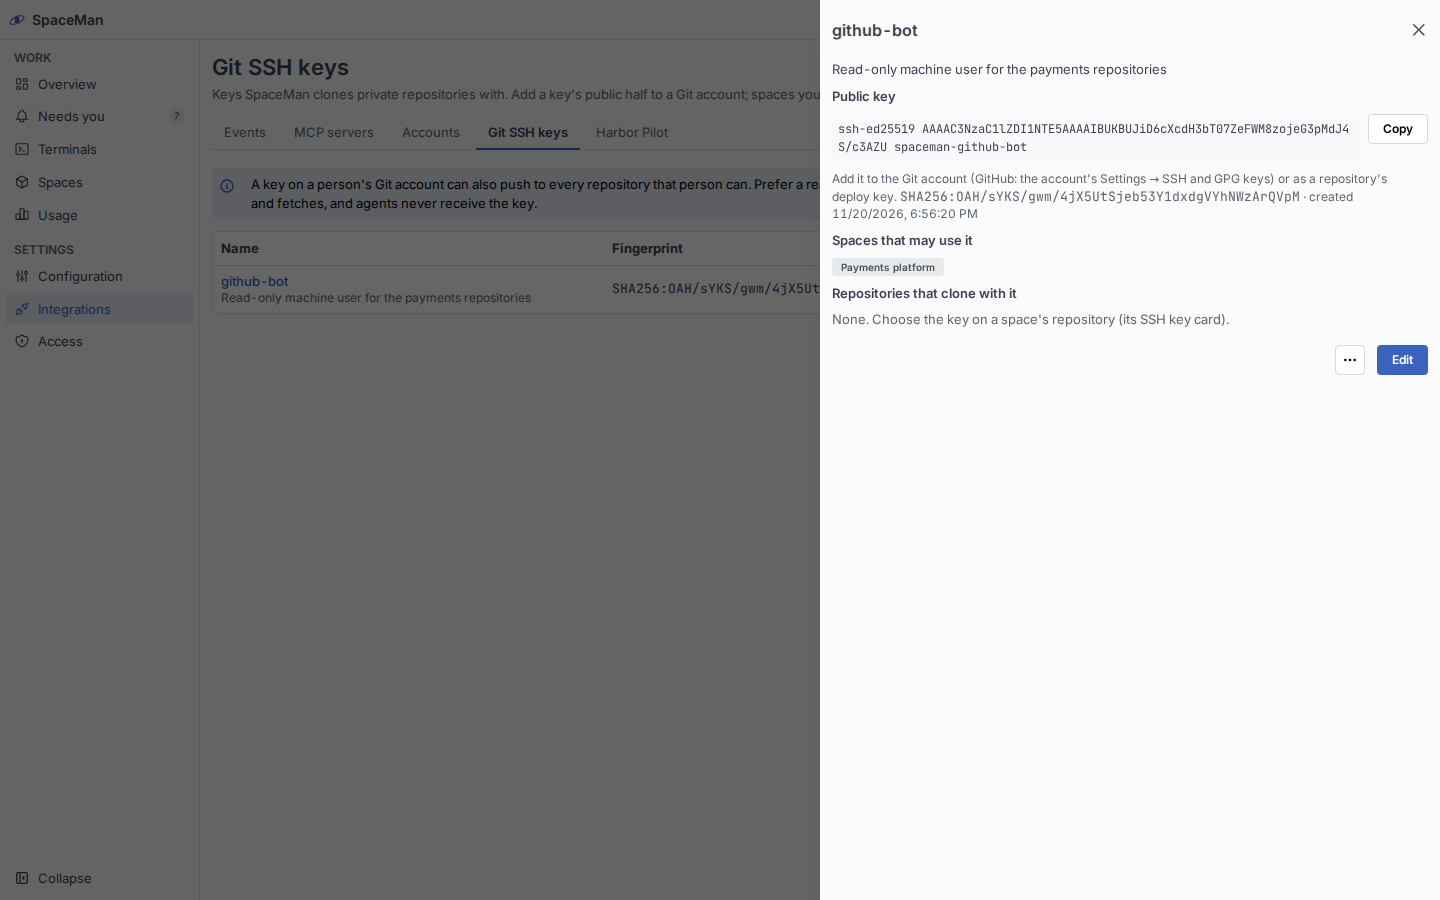 SpaceMan
WORK
Overview
Needs you 7
Terminals
Spaces
Usage
SETTINGS
Configuration
Integrations
Access
Collapse
Git SSH keys
Keys SpaceMan clones private repositories with. Add a key's public half to a Git account; spaces you
Events MCP servers Accounts Git SSH keys Harbor Pilot
A key on a person's Git account can also push to every repository that person can. Prefer a rea
and fetches, and agents never receive the key.
Name Fingerprint
github-bot
Read-only machine user for the payments repositories
SHA256:OAH/sYKS/gwm/4jX5Ut
github-bot
Read-only machine user for the payments repositories
Public key
ssh-ed25519 AAAAC3NzaC1lZDI1NTE5AAAAIBUKBUJiD6cXcdH3bT07ZeFWM8zojeG3pMdJ4
S/c3AZU spaceman-github-bot
Copy
Add it to the Git account (GitHub: the account's Settings → SSH and GPG keys) or as a repository's
deploy key. SHA256:OAH/sYKS/gwm/4jX5UtSjeb53Y1dxdgVYhNWzArQVpM · created
11/20/2026, 6:56:20 PM
Spaces that may use it
Payments platform
Repositories that clone with it
None. Choose the key on a space's repository (its SSH key card).
Edit